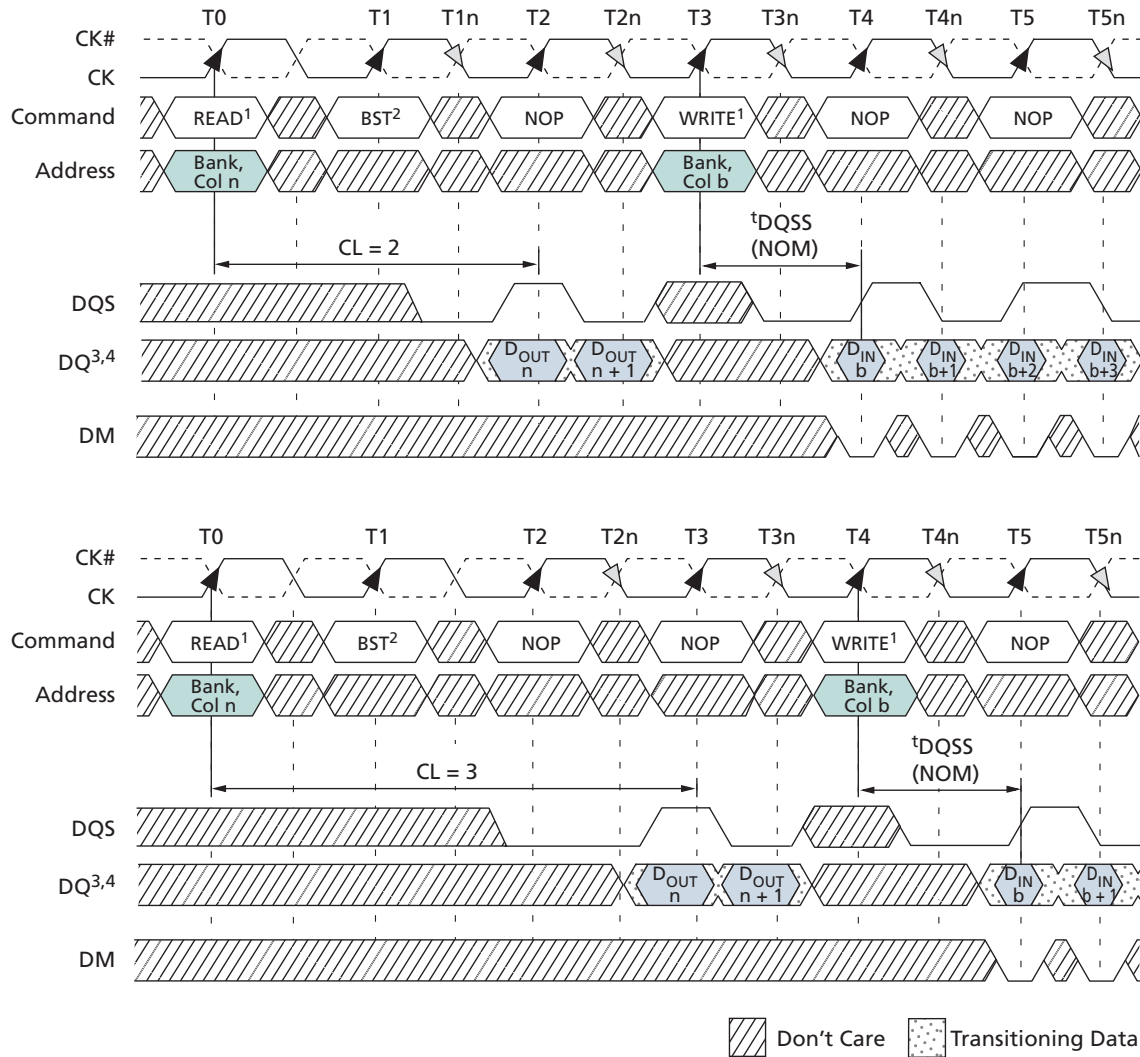 T0 T1 T1n T2 T2n T3 T3n T4 T4n T5 T5n
CK#
CK
Command READ¹ BST² NOP WRITE¹ NOP NOP
Address Bank, Col n Bank, Col b
CL = 2 ᵗDQSS (NOM)
DQS
DQ³,⁴ DOUT n DOUT n + 1 DIN b DIN b+1 DIN b+2 DIN b+3
DM
T0 T1 T2 T2n T3 T3n T4 T4n T5 T5n
CK#
CK
Command READ¹ BST² NOP NOP WRITE¹ NOP
Address Bank, Col n Bank, Col b
CL = 3 ᵗDQSS (NOM)
DQS
DQ³,⁴ DOUT n DOUT n + 1 DIN b DIN b + 1
DM
Don't Care Transitioning Data